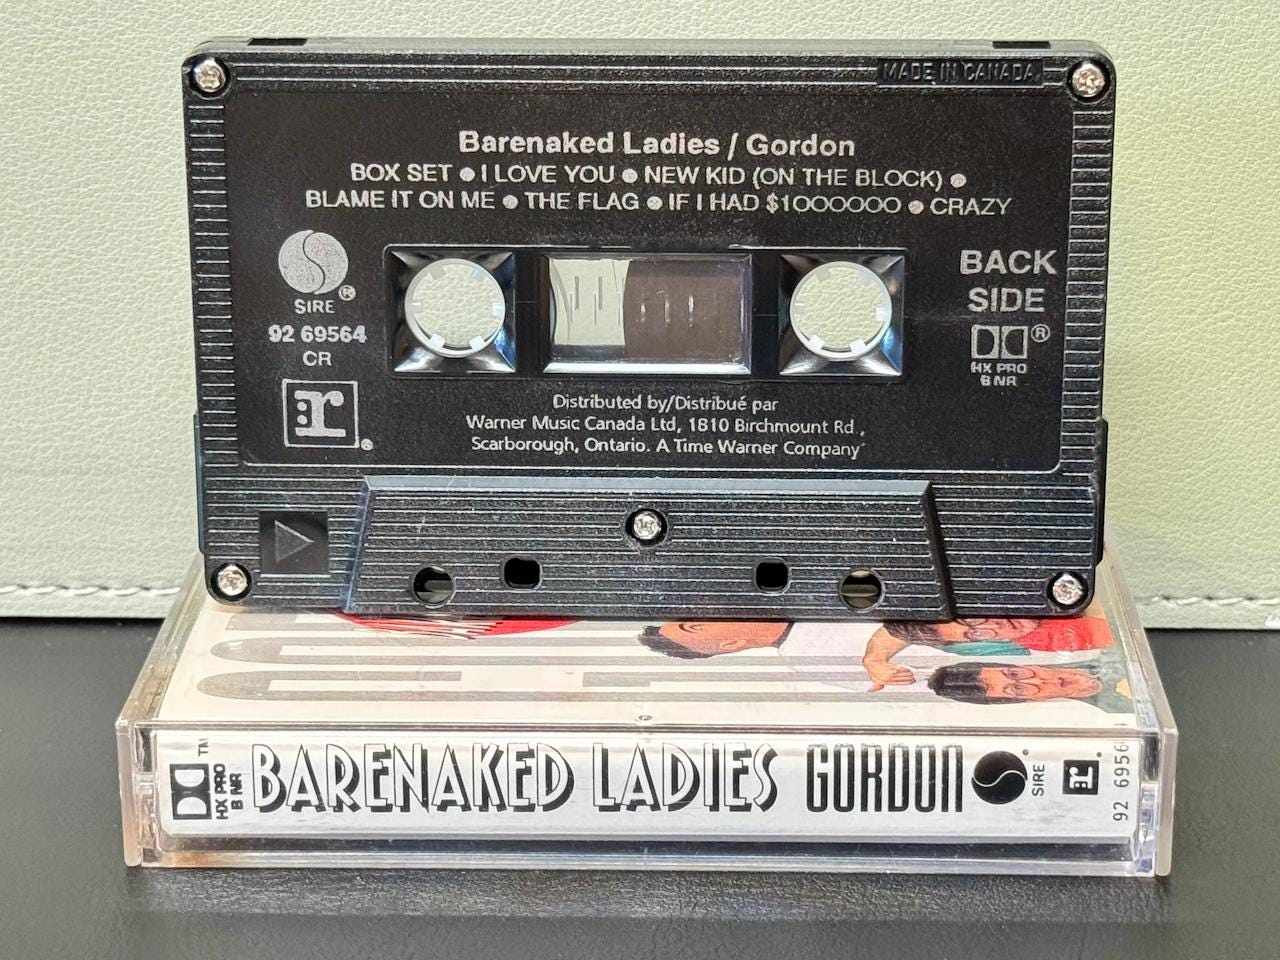 MADE IN CANADA
Barenaked Ladies / Gordon
BOX SET ● I LOVE YOU ● NEW KID (ON THE BLOCK) ●
BLAME IT ON ME ● THE FLAG ● IF I HAD $1000000 ● CRAZY
SIRE ®
92 69564
CR
r ®
BACK
SIDE
®
HX PRO
B NR
Distributed by/Distribué par
Warner Music Canada Ltd, 1810 Birchmount Rd.,
Scarborough, Ontario. A Time Warner Company
TM
HX PRO
B NR
BARENAKED LADIES GORDON
SIRE
r
92 6956